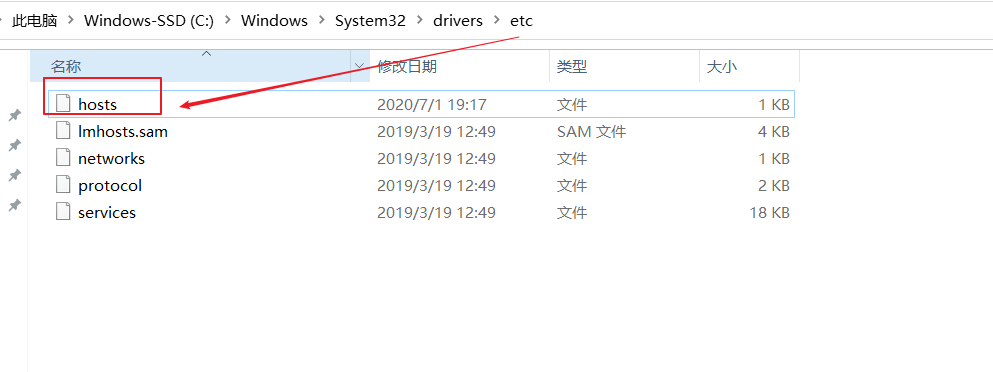 此电脑 > Windows-SSD (C:) > Windows > System32 > drivers > etc
名称 修改日期 类型 大小
hosts 2020/7/1 19:17 文件 1 KB
lmhosts.sam 2019/3/19 12:49 SAM 文件 4 KB
networks 2019/3/19 12:49 文件 1 KB
protocol 2019/3/19 12:49 文件 2 KB
services 2019/3/19 12:49 文件 18 KB